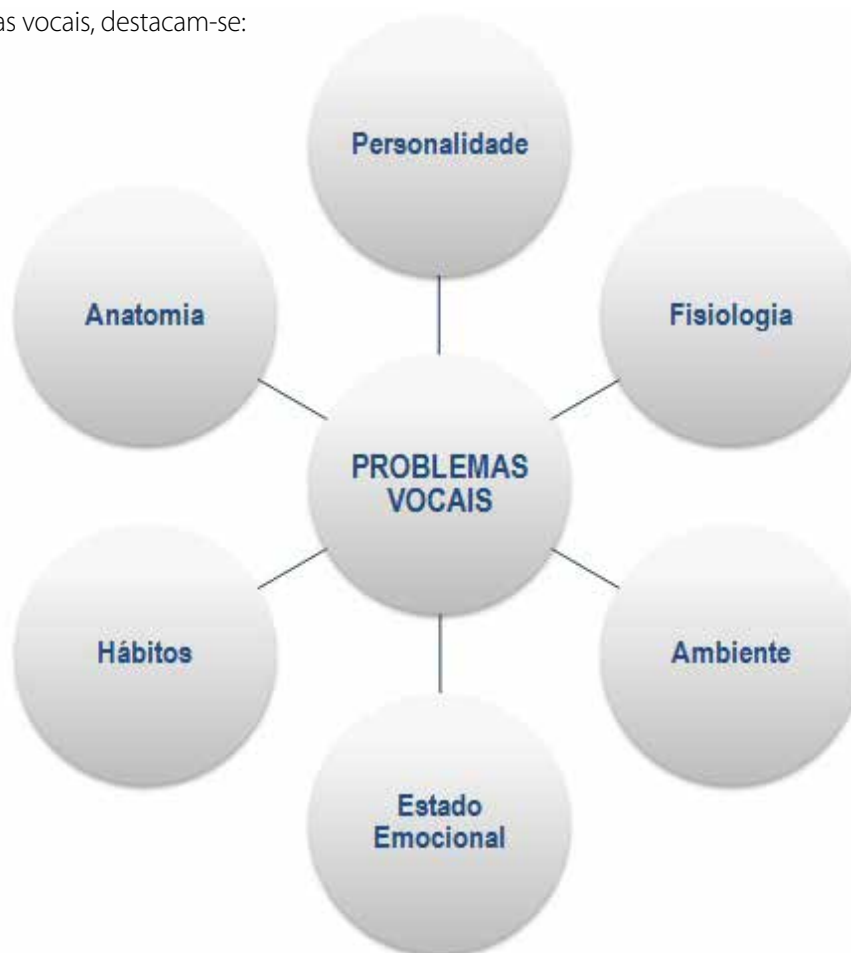 as vocais, destacam-se:
Personalidade
Anatomia
Fisiologia
PROBLEMAS
VOCAIS
Hábitos
Ambiente
Estado
Emocional